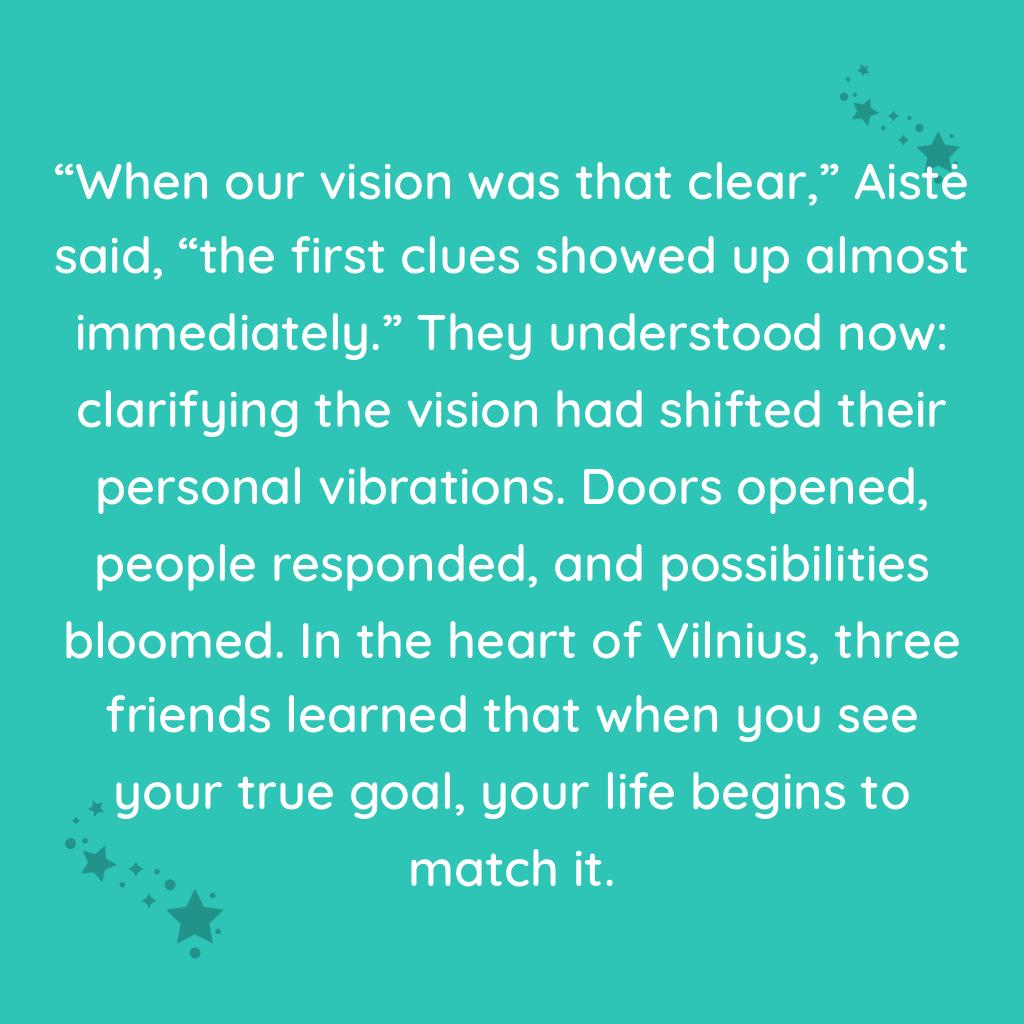 “When our vision was that clear,” Aistė
said, “the first clues showed up almost
immediately.” They understood now:
clarifying the vision had shifted their
personal vibrations. Doors opened,
people responded, and possibilities
bloomed. In the heart of Vilnius, three
friends learned that when you see
your true goal, your life begins to
match it.